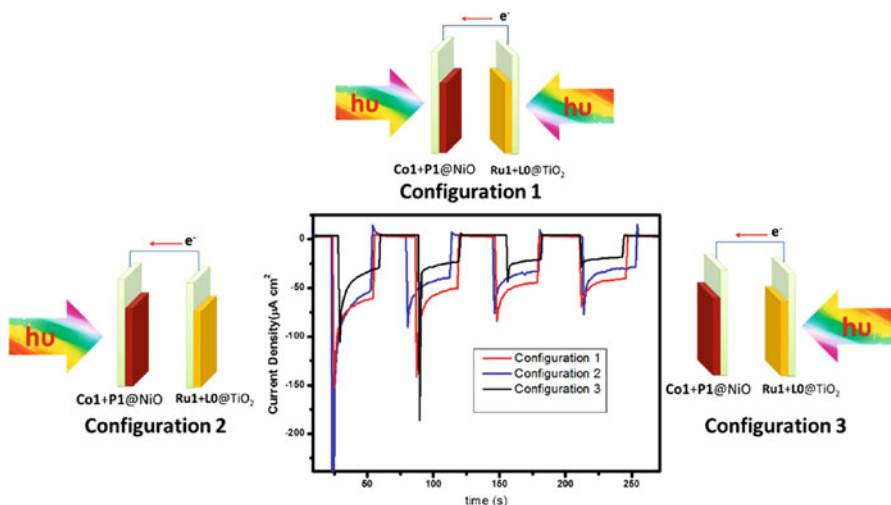 e-
hυ
hυ
Co1+P1@NiO Ru1+L0@TiO2
Configuration 1
e-
hυ
Co1+P1@NiO Ru1+L0@TiO2
Configuration 2
Current Density(μA cm²)
0
-50
-100
-150
-200
50 100 150 200 250
time (s)
Configuration 1
Configuration 2
Configuration 3
e-
hυ
Co1+P1@NiO Ru1+L0@TiO2
Configuration 3